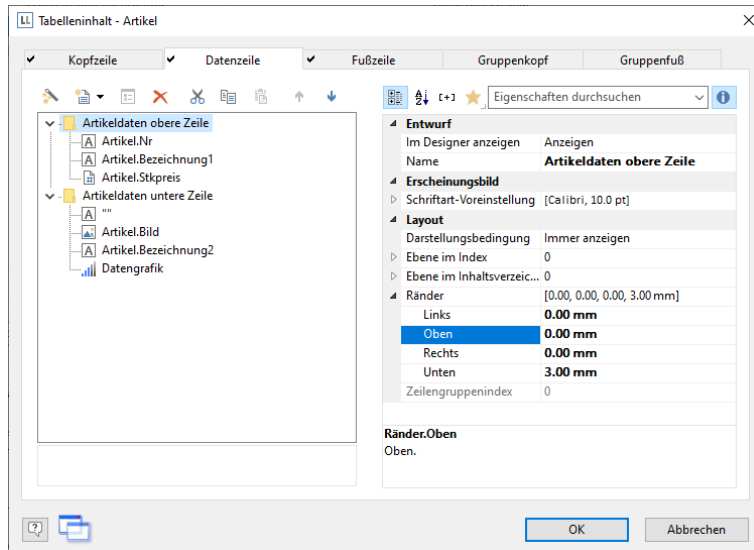 LL Tabelleninhalt - Artikel
Kopfzeile Datenzeile Fußzeile Gruppenkopf Gruppenfuß
Eigenschaften durchsuchen
Artikeldaten obere Zeile
Artikel.Nr
Artikel.Bezeichnung1
Artikel.Stkpreis
Artikeldaten untere Zeile
""
Artikel.Bild
Artikel.Bezeichnung2
Datengrafik
Entwurf
Im Designer anzeigen Anzeigen
Name Artikeldaten obere Zeile
Erscheinungsbild
Schriftart-Voreinstellung [Calibri, 10.0 pt]
Layout
Darstellungsbedingung Immer anzeigen
Ebene im Index 0
Ebene im Inhaltsverzeic... 0
Ränder [0.00, 0.00, 0.00, 3.00 mm]
Links 0.00 mm
Oben 0.00 mm
Rechts 0.00 mm
Unten 3.00 mm
Zeilengruppenindex 0
Ränder.Oben
Oben.
OK Abbrechen